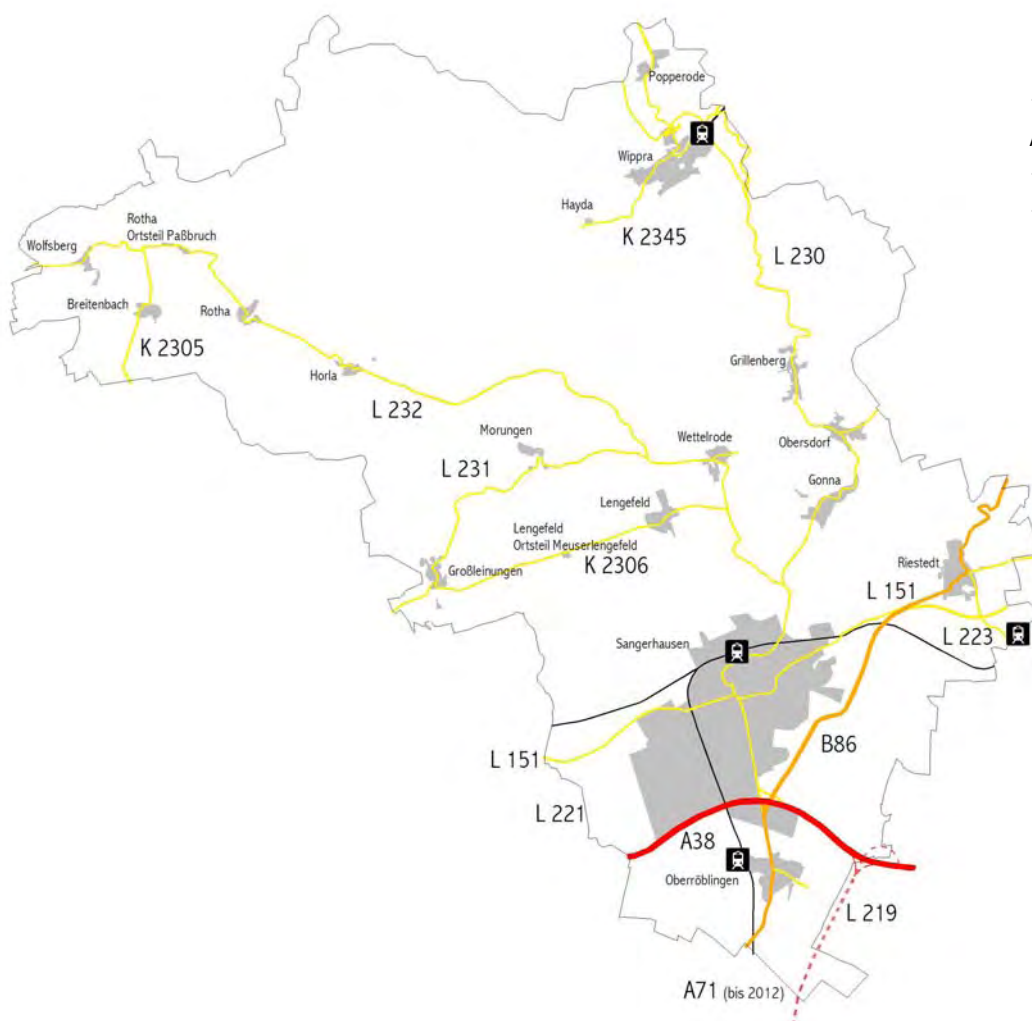 Popperode
Wippra
Hayda
K 2345
Rotha
Ortsteil Paßbruch
Wolfsberg
L 230
Breitenbach
Rotha
K 2305
Grillenberg
Horla
L 232
Morungen
Wettelrode
Obersdorf
L 231
Gonna
Lengefeld
Lengefeld
Ortsteil Meuserlengefeld
K 2306
Riestedt
Großleinungen
L 151
L 223
Sangerhausen
B86
L 151
L 221
A38
Oberröblingen
L 219
A71 (bis 2012)